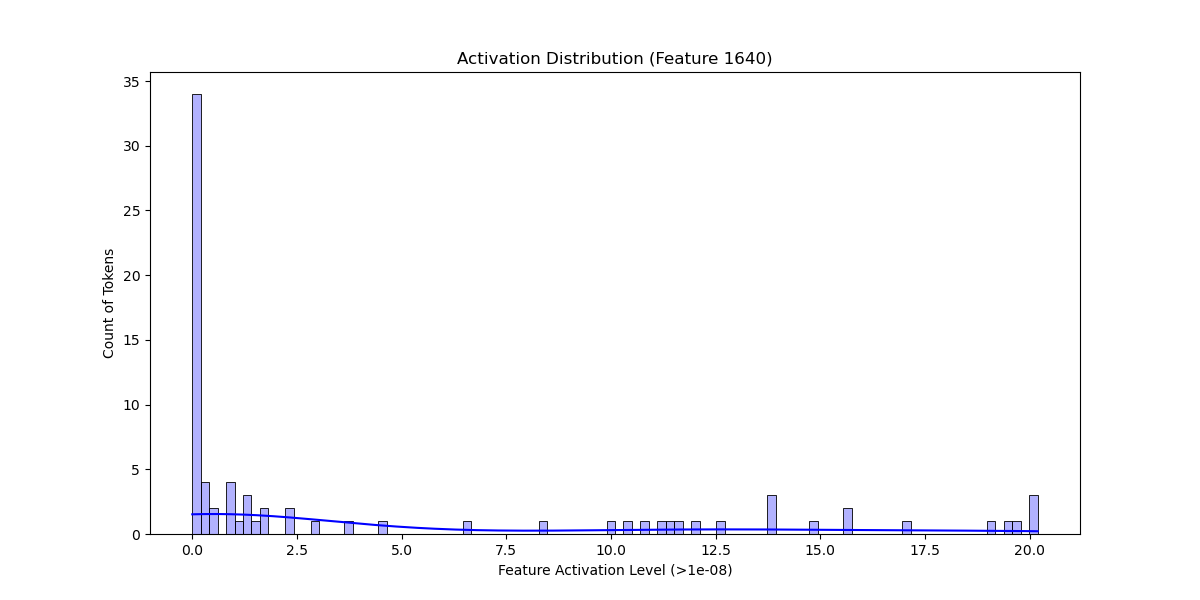 Activation Distribution (Feature 1640)
35
30
25
20
15
10
5
0
Count of Tokens
0.0 2.5 5.0 7.5 10.0 12.5 15.0 17.5 20.0
Feature Activation Level (>1e-08)